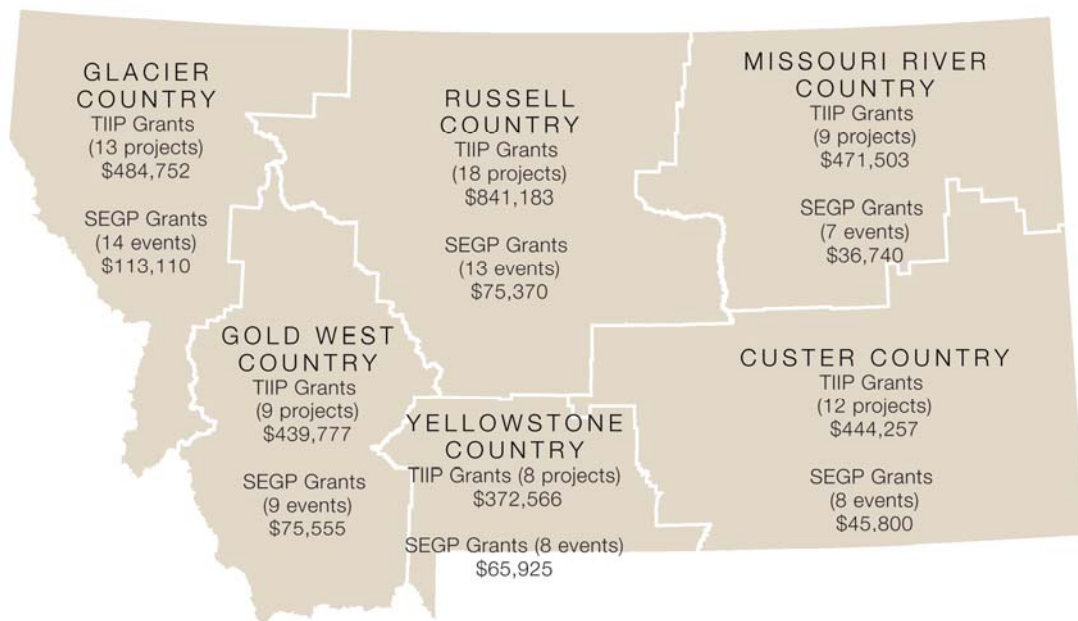 GLACIER
COUNTRY
TIIP Grants
(13 projects)
$484,752
SEGP Grants
(14 events)
$113,110
RUSSELL
COUNTRY
TIIP Grants
(18 projects)
$841,183
SEGP Grants
(13 events)
$75,370
MISSOURI RIVER
COUNTRY
TIIP Grants
(9 projects)
$471,503
SEGP Grants
(7 events)
$36,740
GOLD WEST
COUNTRY
TIIP Grants
(9 projects)
$439,777
SEGP Grants
(9 events)
$75,555
YELLOWSTONE
COUNTRY
TIIP Grants (8 projects)
$372,566
SEGP Grants (8 events)
$65,925
CUSTER COUNTRY
TIIP Grants
(12 projects)
$444,257
SEGP Grants
(8 events)
$45,800